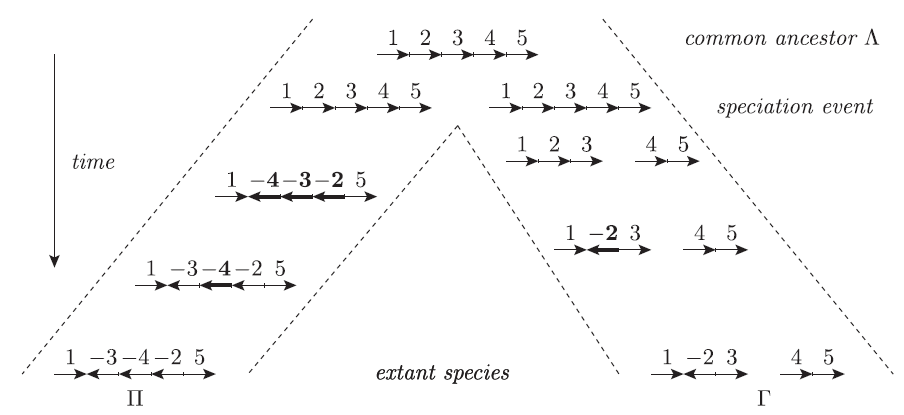 1 2 3 4 5
common ancestor Λ
1 2 3 4 5
1 2 3 4 5
speciation event
1 2 3
4 5
time
1 −4 −3 −2 5
1 −2 3
4 5
1 −3 −4 −2 5
1 −3 −4 −2 5
extant species
1 −2 3
4 5
Π
Γ